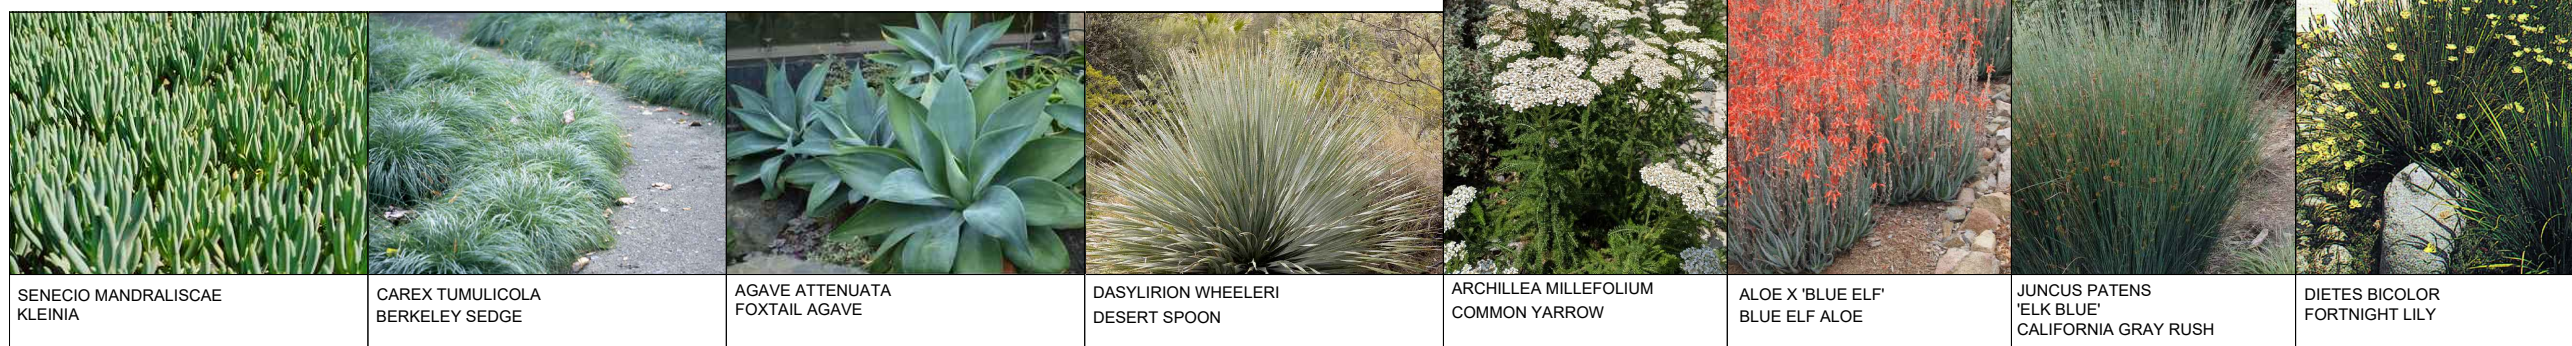 SENECIO MANDRALISCAE
KLEINIA
CAREX TUMULICOLA
BERKELEY SEDGE
AGAVE ATTENUATA
FOXTAIL AGAVE
DASYLIRION WHEELERI
DESERT SPOON
ARCHILLEA MILLEFOLIUM
COMMON YARROW
ALOE X 'BLUE ELF'
BLUE ELF ALOE
JUNCUS PATENS
'ELK BLUE'
CALIFORNIA GRAY RUSH
DIETES BICOLOR
FORTNIGHT LILY